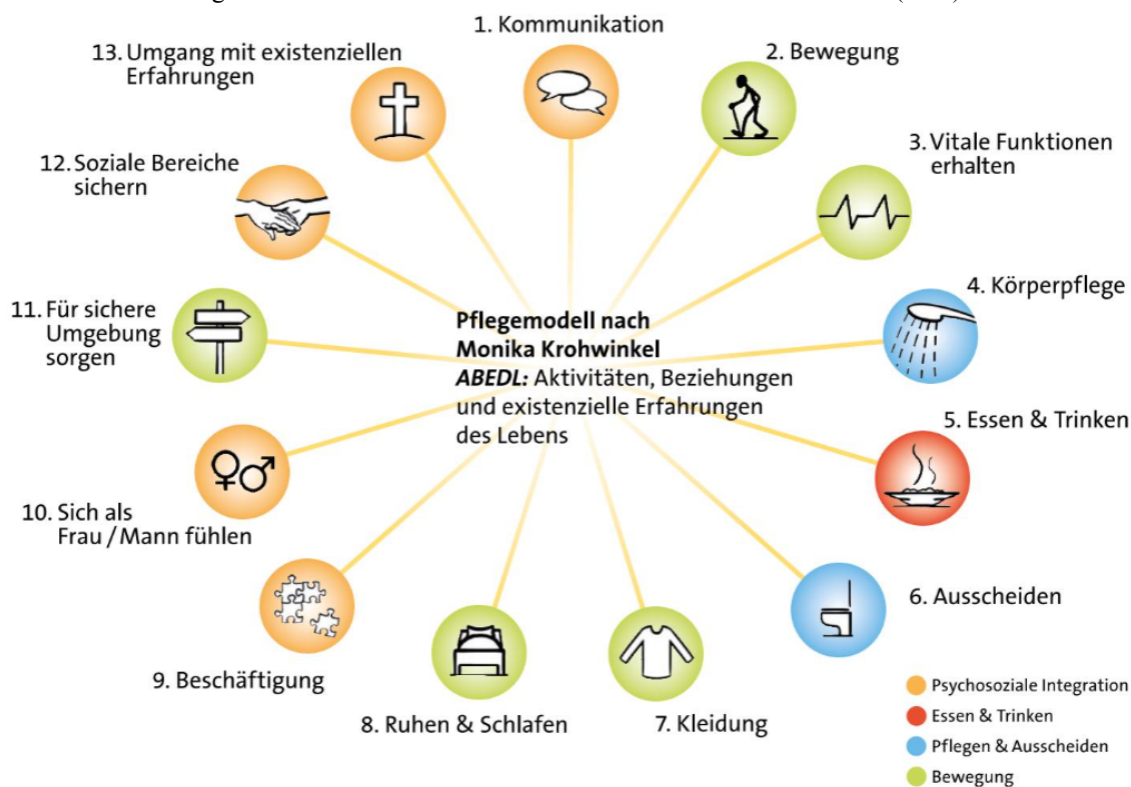 1. Kommunikation
2. Bewegung
3. Vitale Funktionen
erhalten
4. Körperpflege
5. Essen & Trinken
6. Ausscheiden
7. Kleidung
8. Ruhen & Schlafen
9. Beschäftigung
10. Sich als
Frau / Mann fühlen
11. Für sichere
Umgebung
sorgen
12. Soziale Bereiche
sichern
13. Umgang mit existenziellen
Erfahrungen
Pflegemodell nach
Monika Krohwinkel
ABEDL: Aktivitäten, Beziehungen
und existenzielle Erfahrungen
des Lebens
Psychosoziale Integration
Essen & Trinken
Pflegen & Ausscheiden
Bewegung